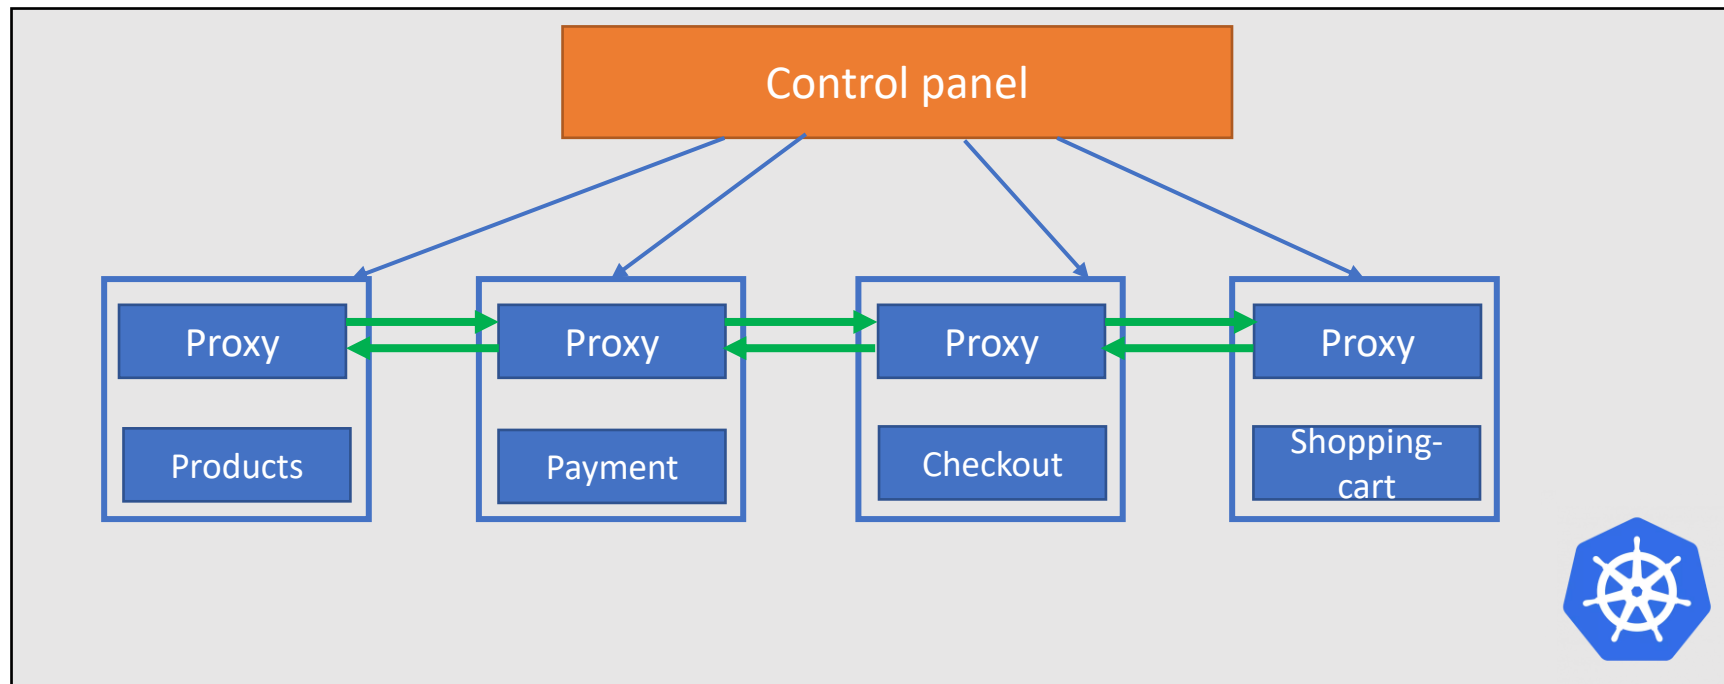 Control panel
Proxy
Proxy
Proxy
Proxy
Products
Payment
Checkout
Shopping-
cart